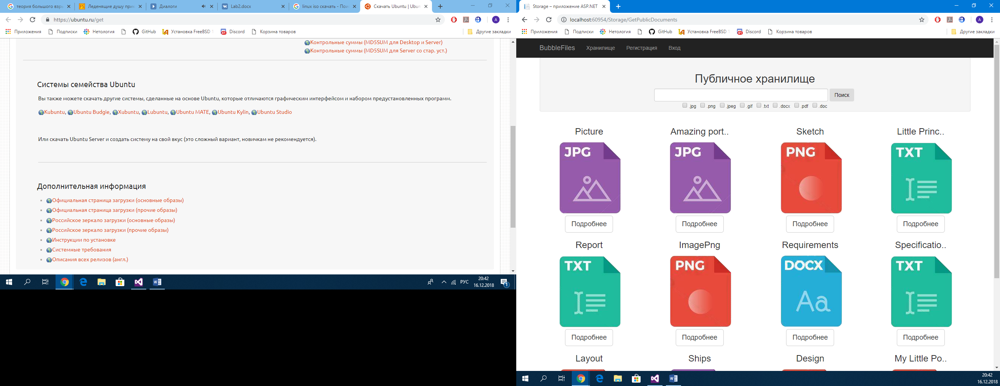 теория большого взры
Леденящие душу прик
Диалоги
Lab2.docx
linux iso скачать - Пои
Скачать Ubuntu | Ubun
https://ubuntu.ru/get
A
Приложения
Подписки
Нетология
GitHub
Установка FreeBSD 1
Discord
Корзина товаров
Другие закладки
Контрольные суммы (MD5SUM для Desktop и Server)
Контрольные суммы (MD5SUM для Server со стар. уст.)
Системы семейства Ubuntu
Вы также можете скачать другие системы, сделанные на основе Ubuntu, которые отличаются графическим интерфейсом и набором предустановленных программ.
Kubuntu, Ubuntu Budgie, Xubuntu, Lubuntu, Ubuntu MATE, Ubuntu Kylin, Ubuntu Studio
Или скачать Ubuntu Server и создать систему на свой вкус (это сложный вариант, новичкам не рекомендуется).
Дополнительная информация
Официальная страница загрузки (основные образы)
Официальная страница загрузки (прочие образы)
Российское зеркало загрузки (основные образы)
Российское зеркало загрузки (прочие образы)
Инструкции по установке
Системные требования
Описания всех релизов (англ.)
РУС
20:42
16.12.2018
1
Storage – приложение ASP.NET
localhost:60954/Storage/GetPublicDocuments
A
Приложения
Подписки
Нетология
GitHub
Установка FreeBSD 1
Discord
Корзина товаров
Другие закладки
BubbleFiles Хранилище Регистрация Вход
Публичное хранилище
Поиск
.jpg .png .jpeg .gif .txt .docx .pdf .doc
Picture Amazing port.. Sketch Little Princ..
JPG JPG PNG TXT
Подробнее Подробнее Подробнее Подробнее
Report ImagePng Requirements Specificatio..
TXT PNG DOCX TXT
Aa
Подробнее Подробнее Подробнее Подробнее
Layout Ships Design My Little Po..
20:42
16.12.2018